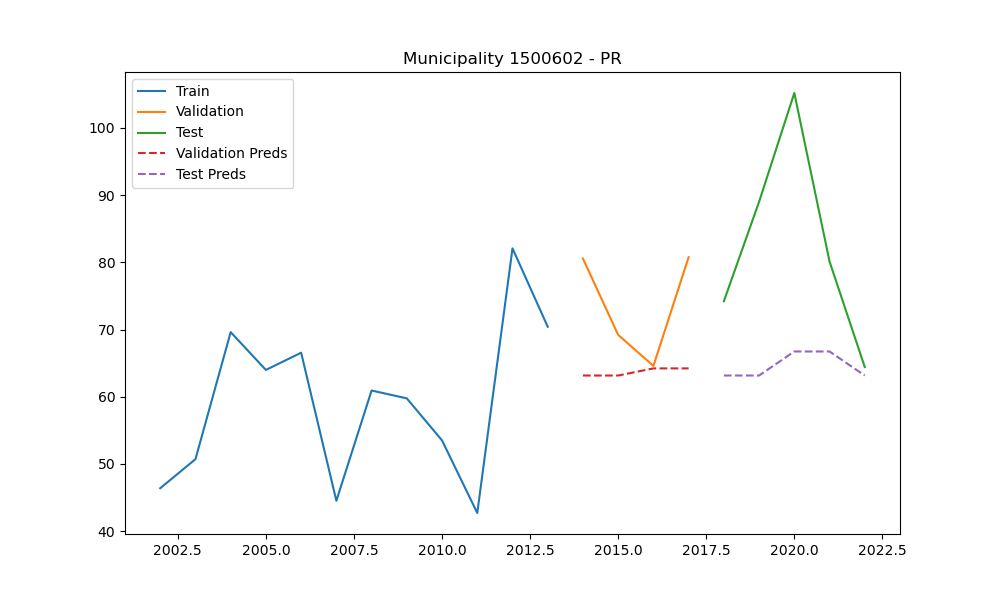 Municipality 1500602 - PR
Train
Validation
Test
Validation Preds
Test Preds
100
90
80
70
60
50
40
2002.5 2005.0 2007.5 2010.0 2012.5 2015.0 2017.5 2020.0 2022.5